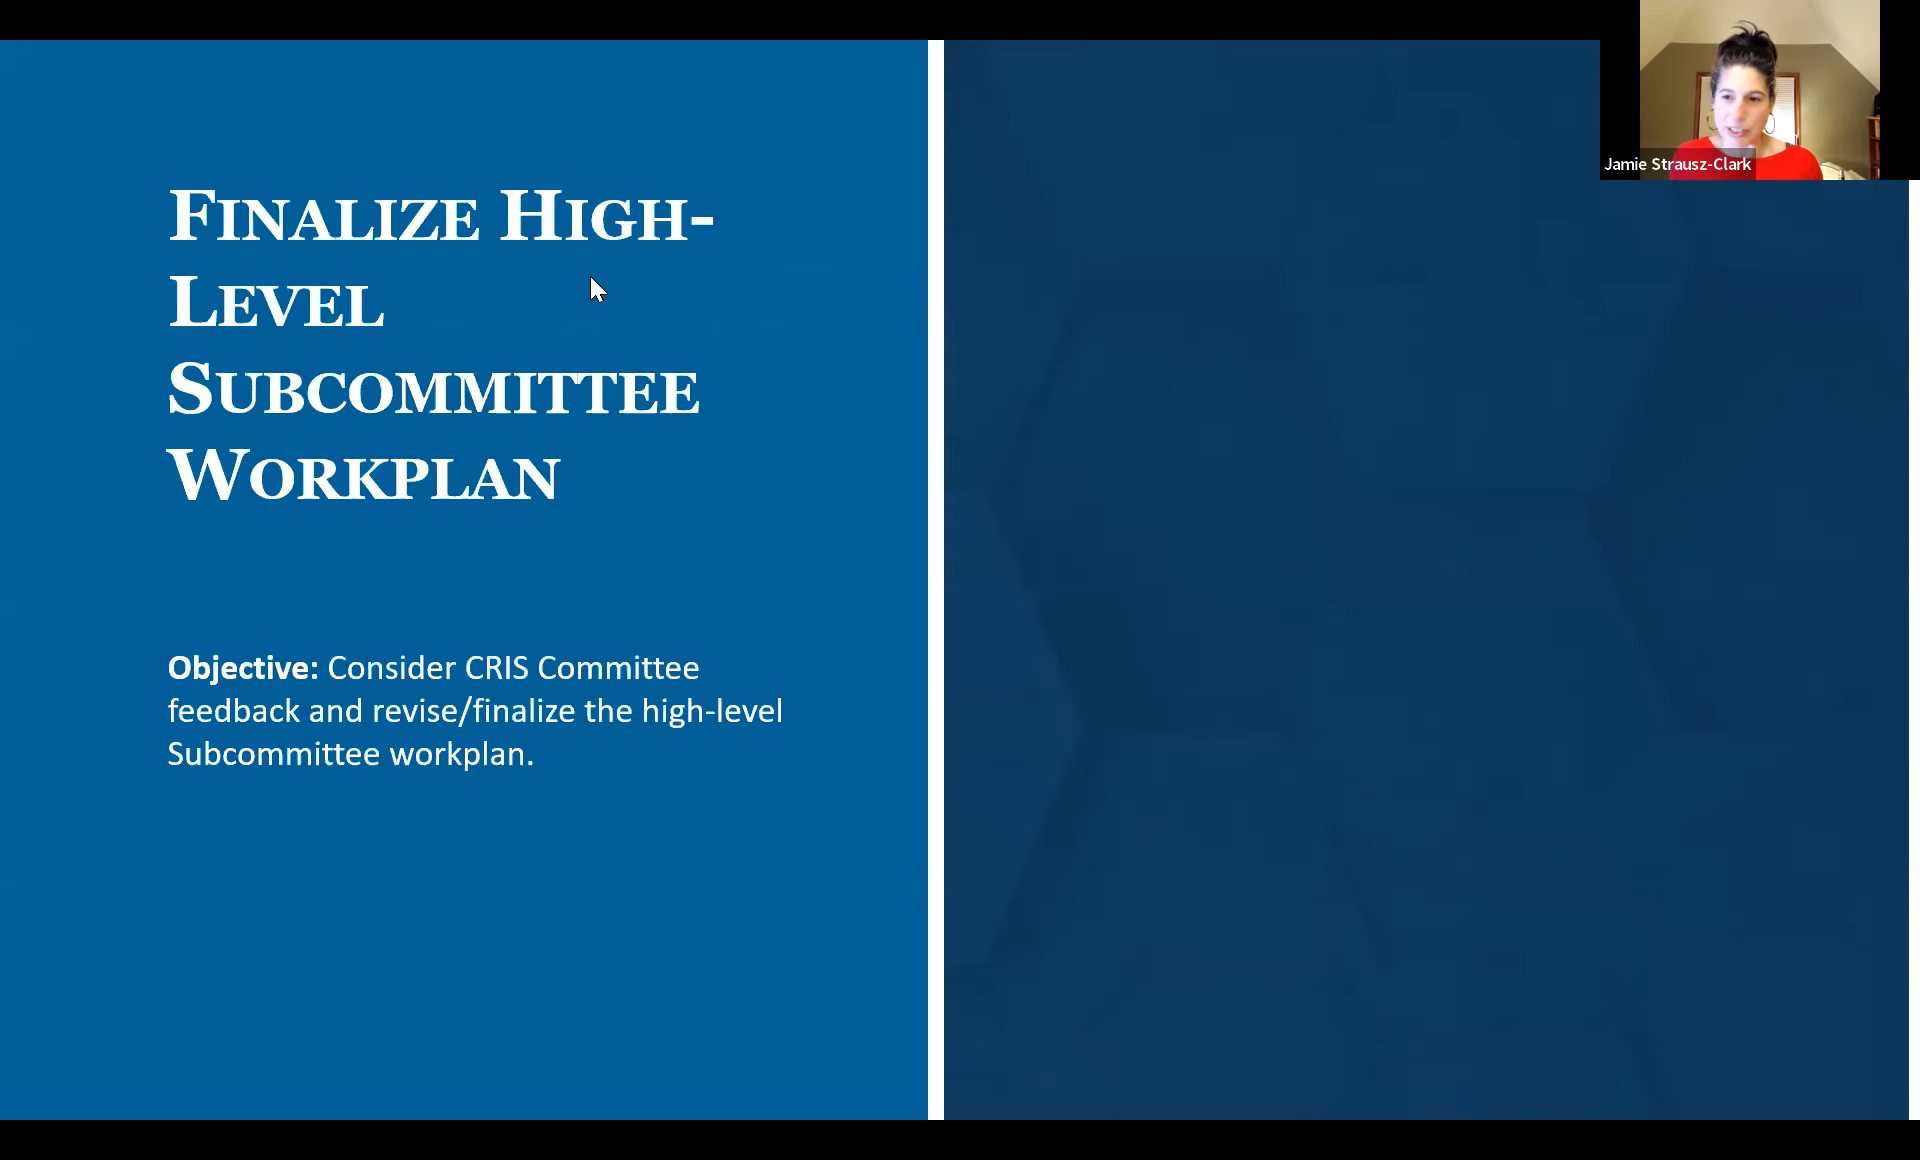 Finalize High-
Level
Subcommittee
Workplan
Objective: Consider CRIS Committee
feedback and revise/finalize the high-level
Subcommittee workplan.
Jamie Strausz-Clark